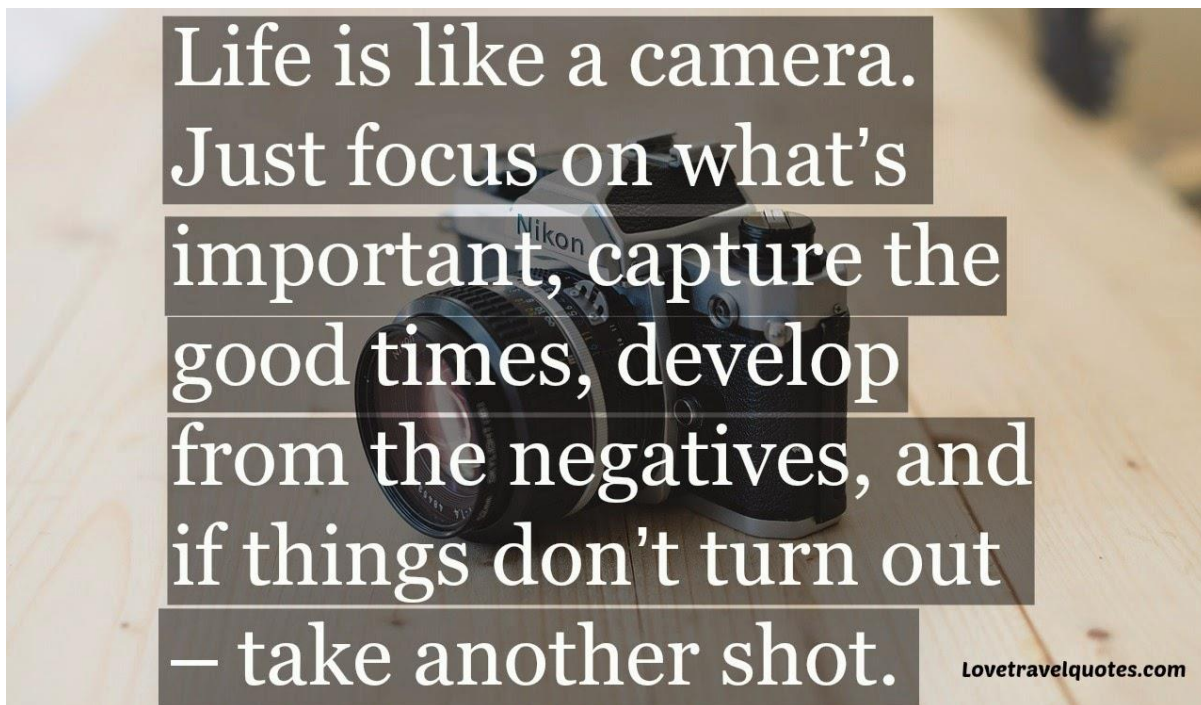 Life is like a camera.
Just focus on what's
important, capture the
good times, develop
from the negatives, and
if things don't turn out
– take another shot.
Nikon
Lovetravelquotes.com